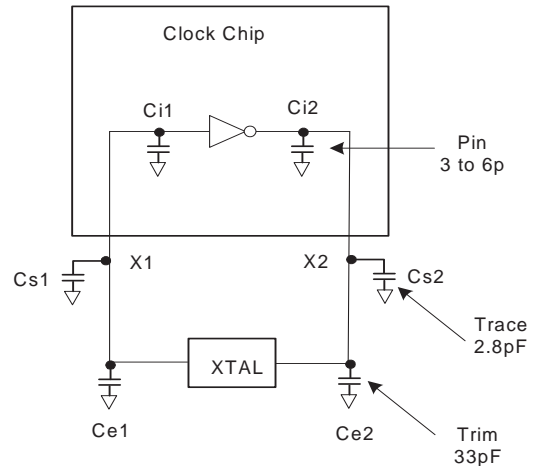 Clock Chip
Ci1
Ci2
Pin
3 to 6p
X1
X2
Cs1
Cs2
Trace
2.8pF
XTAL
Ce1
Ce2
Trim
33pF